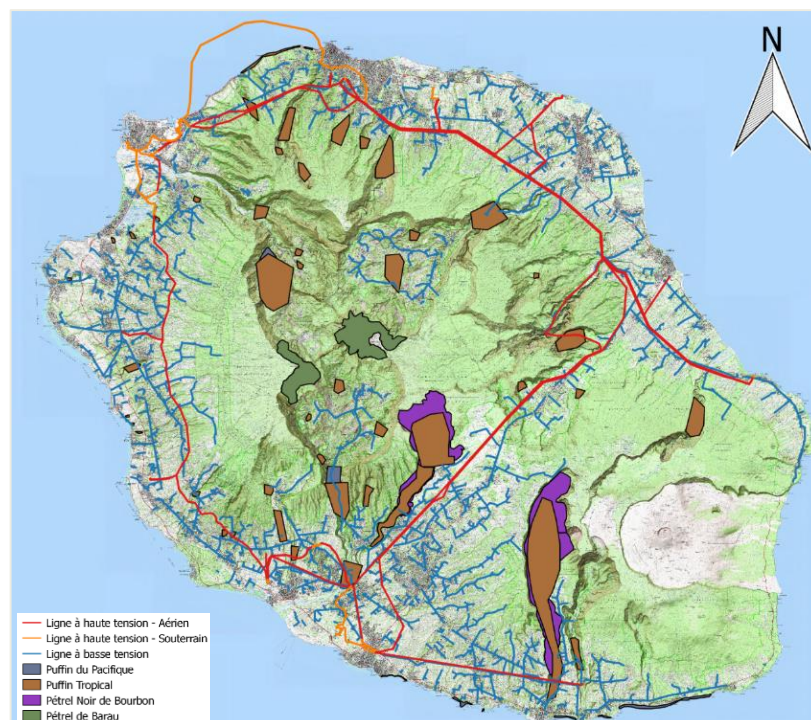 N
Ligne à haute tension - Aérien
Ligne à haute tension - Souterrain
Ligne à basse tension
Puffin du Pacifique
Puffin Tropical
Pétrel Noir de Bourbon
Pétrel de Barau